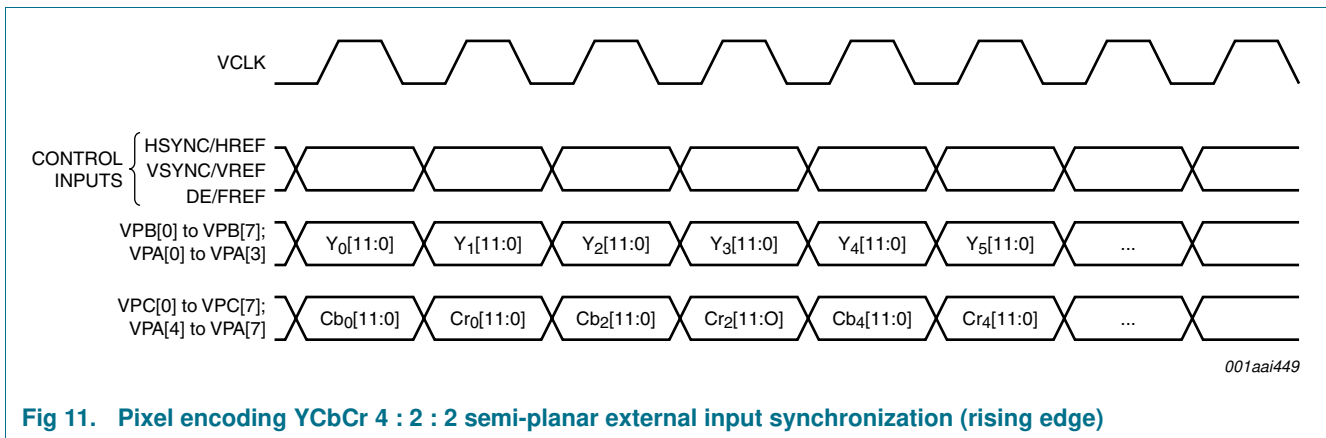 VCLK
CONTROL INPUTS
HSYNC/HREF
VSYNC/VREF
DE/FREF
VPB[0] to VPB[7];
VPA[0] to VPA[3]
Y0[11:0] Y1[11:0] Y2[11:0] Y3[11:0] Y4[11:0] Y5[11:0] ...
VPC[0] to VPC[7];
VPA[4] to VPA[7]
Cb0[11:0] Cr0[11:0] Cb2[11:0] Cr2[11:O] Cb4[11:0] Cr4[11:0] ...
001aai449
Fig 11. Pixel encoding YCbCr 4 : 2 : 2 semi-planar external input synchronization (rising edge)